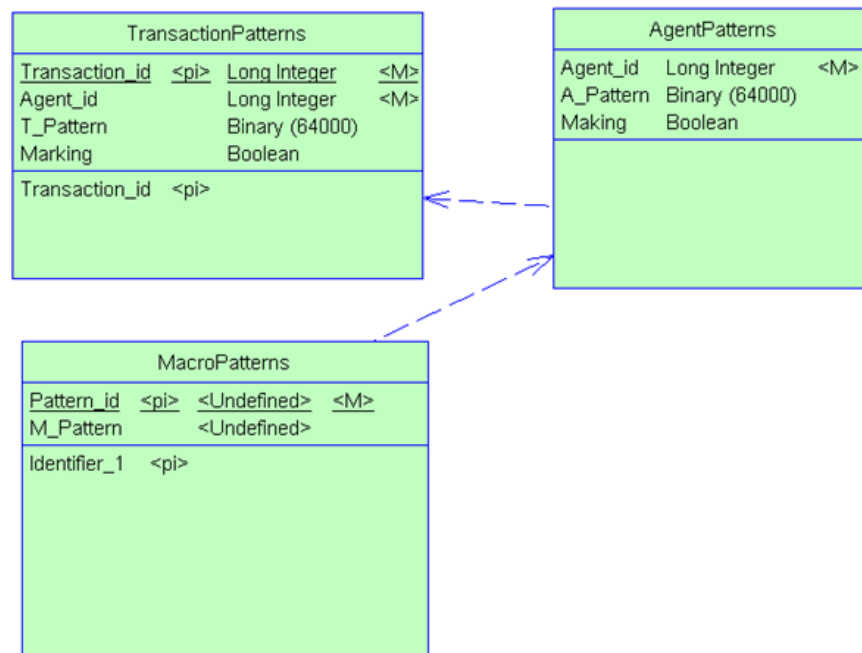 TransactionPatterns
Transaction_id <pi> Long Integer <M>
Agent_id Long Integer <M>
T_Pattern Binary (64000)
Marking Boolean
Transaction_id <pi>
AgentPatterns
Agent_id Long Integer <M>
A_Pattern Binary (64000)
Making Boolean
MacroPatterns
Pattern_id <pi> <Undefined> <M>
M_Pattern <Undefined>
Identifier_1 <pi>